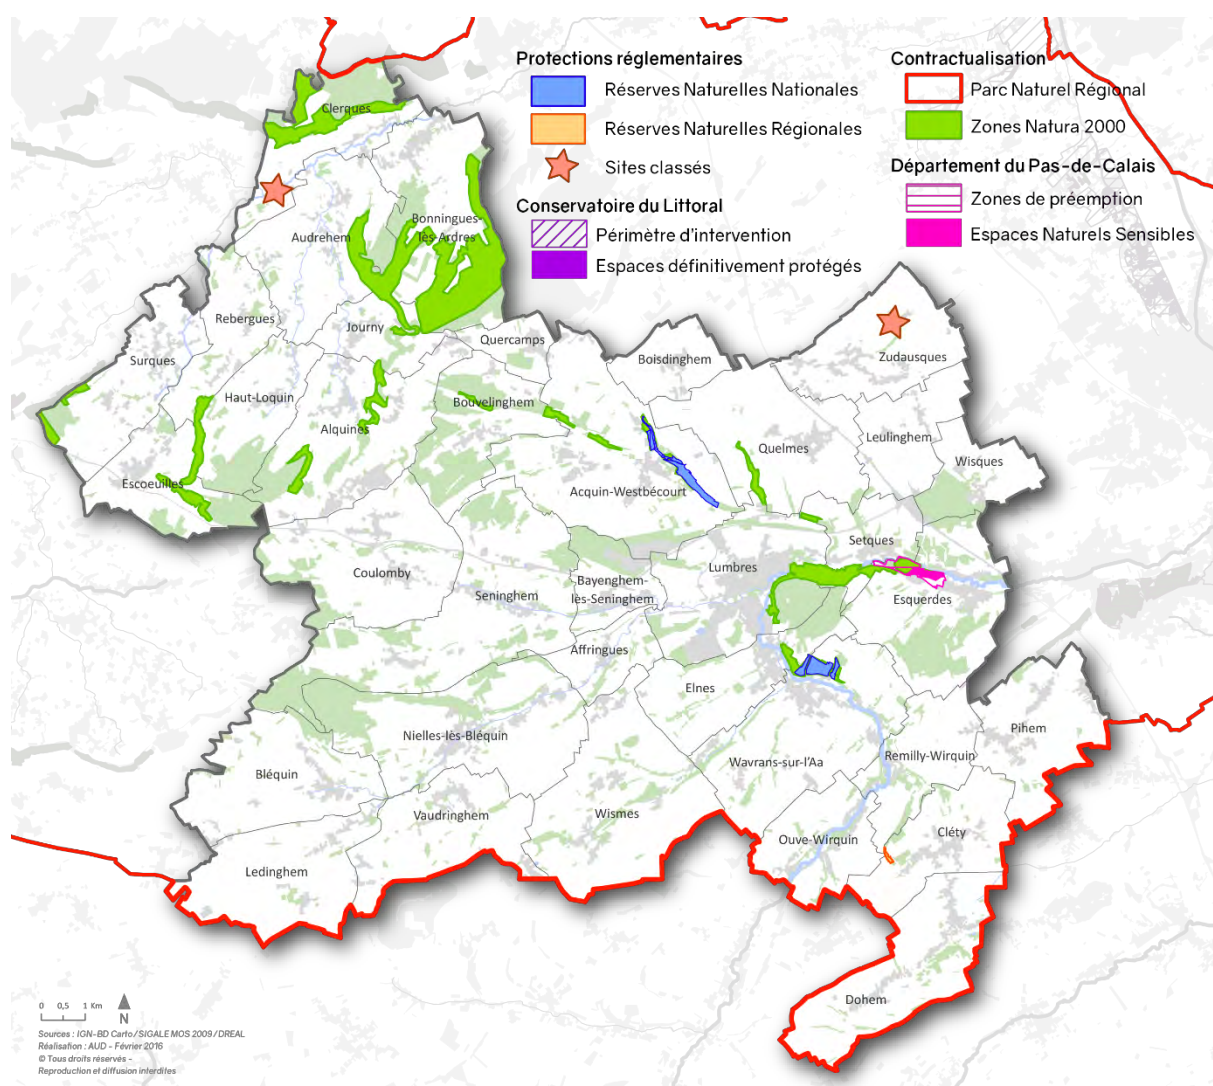 Protections réglementaires
Réserves Naturelles Nationales
Réserves Naturelles Régionales
Sites classés
Conservatoire du Littoral
Périmètre d'intervention
Espaces définitivement protégés
Contractualisation
Parc Naturel Régional
Zones Natura 2000
Département du Pas-de-Calais
Zones de préemption
Espaces Naturels Sensibles
Clerques
Audrehem
Bonningues-
lès-Ardres
Rebergues
Journy
Surques
Quercamps
Boisdinghem
Zudausques
Haut-Loquin
Bouvelinghem
Alquines
Quelmes
Leulinghem
Wisques
Escoeuilles
Acquin-Westbécourt
Setques
Coulomby
Seninghem
Bayenghem-
lès-Seninghem
Lumbres
Esquerdes
Affringues
Elnes
Nielles-lès-Bléquin
Pihem
Bléquin
Wavrans-sur-l'Aa
Remilly-Wirquin
Vaudringhem
Wismes
Ouve-Wirquin
Cléty
Ledinghem
Dohem
0 0,5 1 Km
N
Sources : IGN-BD Carto/SIGALE MOS 2009/DREAL
Réalisation : AUD - Février 2016
© Tous droits réservés -
Reproduction et diffusion interdites